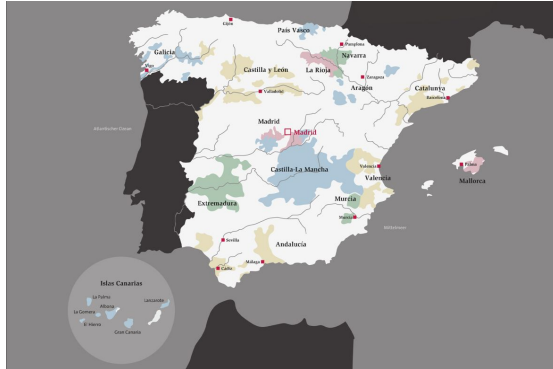 Gijón
País Vasco
Pamplona
Galicia
Navarra
Vigo
Castilla y León
La Rioja
Zaragoza
Aragón
Catalunya
Valladolid
Barcelona
Atlantischer Ozean
Madrid
Madrid
Valencia
Palma
Castilla-La Mancha
Valencia
Mallorca
Extremadura
Murcia
Murcia
Mittelmeer
Sevilla
Andalucía
Málaga
Cádiz
Islas Canarias
La Palma
Lanzarote
Abona
La Gomera
El Hierro
Gran Canaria